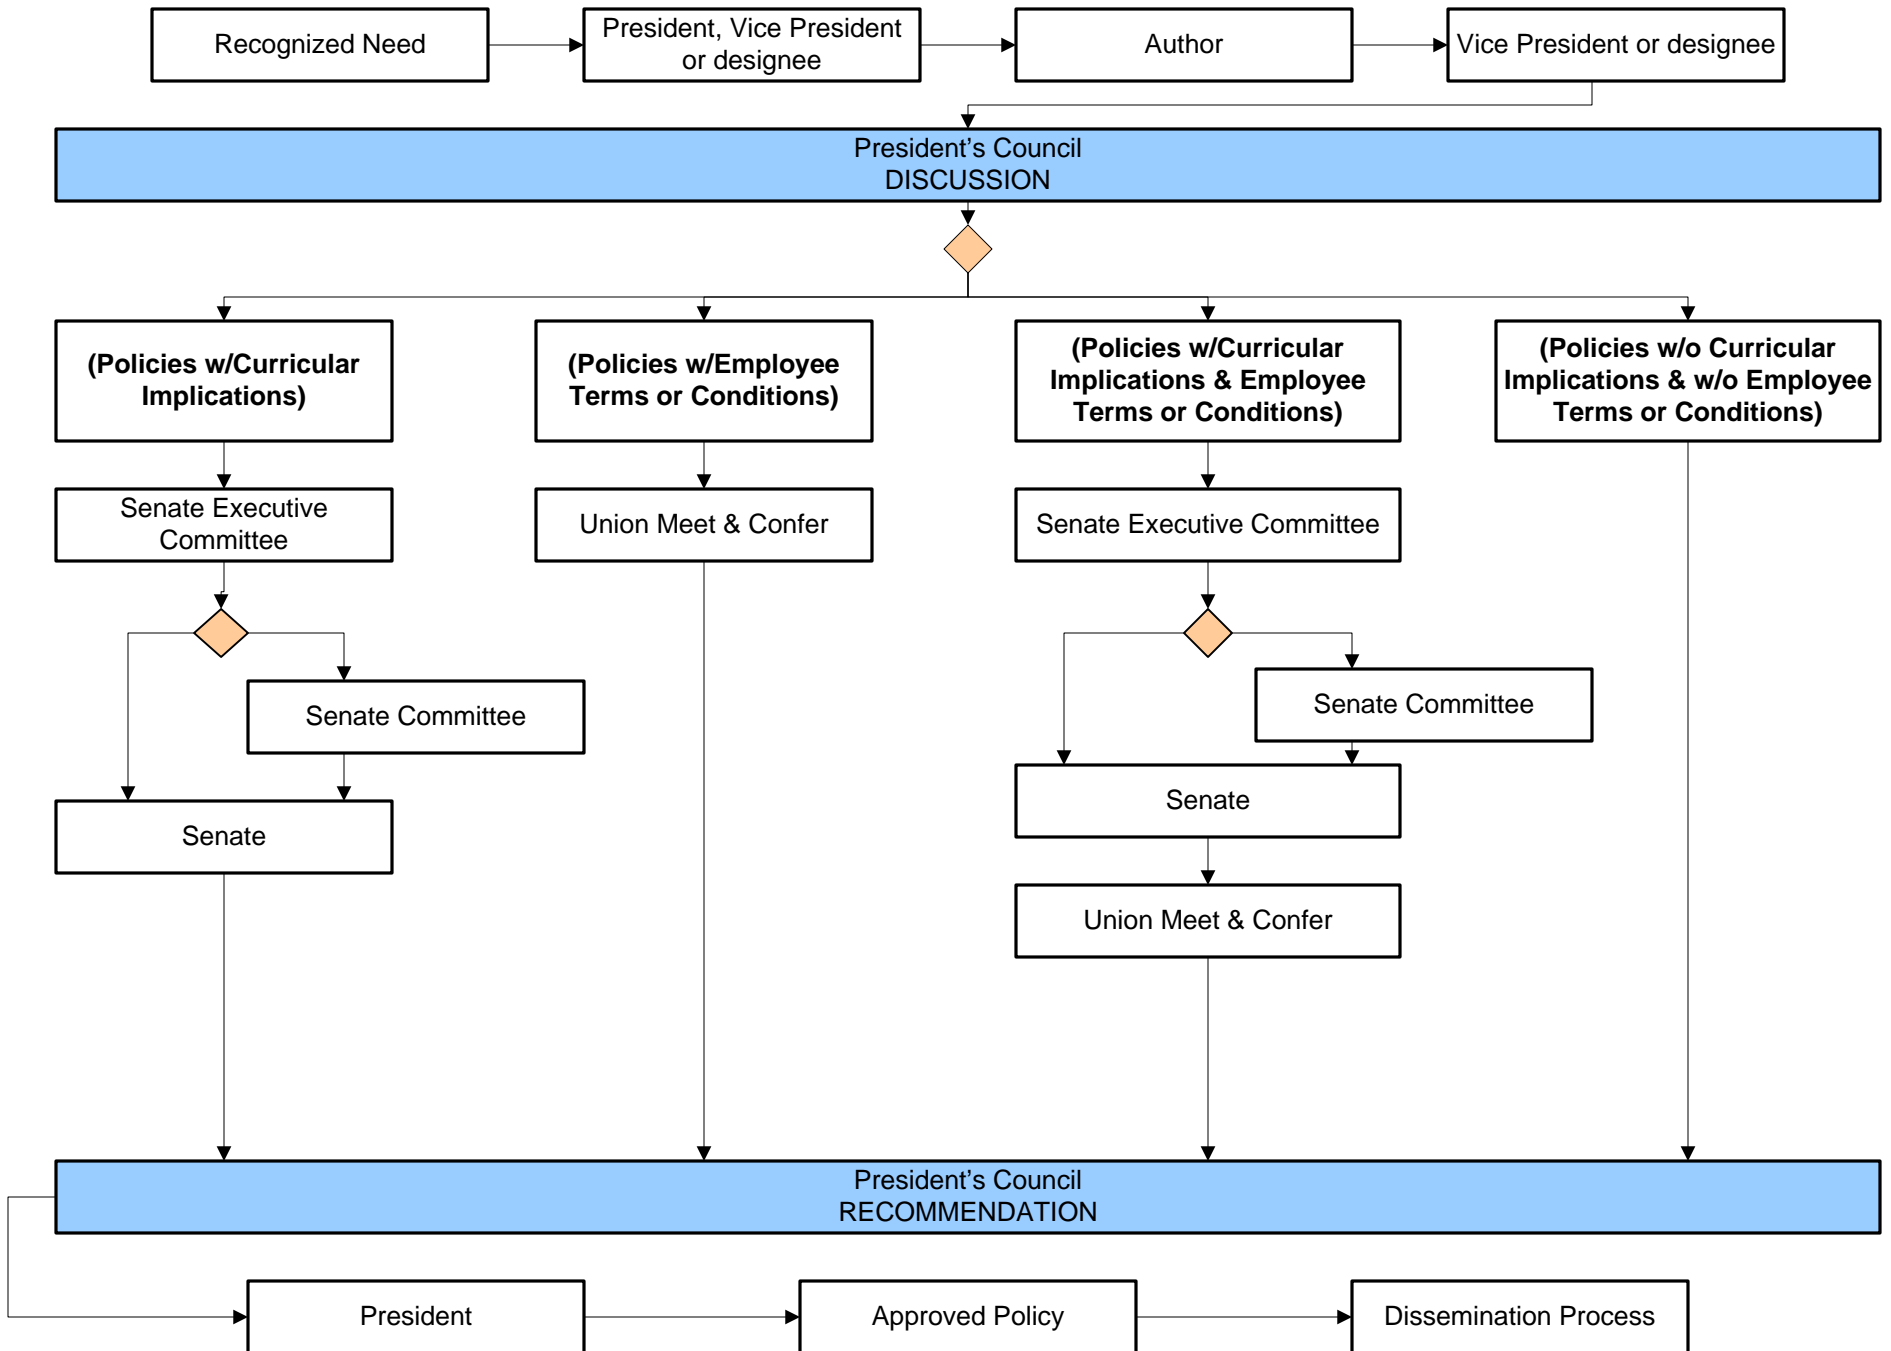 Recognized Need
President, Vice President
or designee
Author
Vice President or designee
President’s Council
DISCUSSION
(Policies w/Curricular
Implications)
(Policies w/Employee
Terms or Conditions)
(Policies w/Curricular
Implications & Employee
Terms or Conditions)
(Policies w/o Curricular
Implications & w/o Employee
Terms or Conditions)
Senate Executive
Committee
Union Meet & Confer
Senate Executive Committee
Senate Committee
Senate Committee
Senate
Senate
Union Meet & Confer
President’s Council
RECOMMENDATION
President
Approved Policy
Dissemination Process